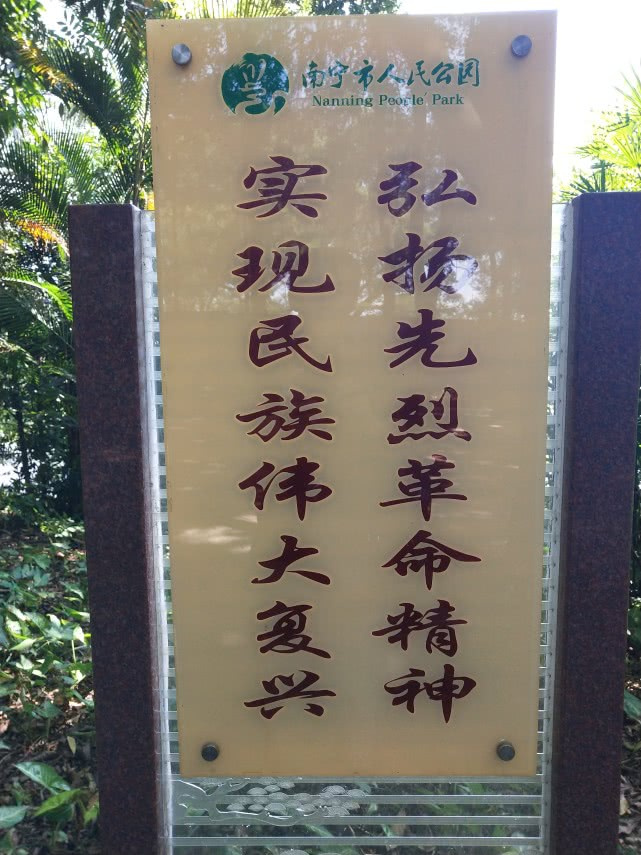 南宁市人民公园
Nanning People' Park
弘扬先烈革命精神
实现民族伟大复兴